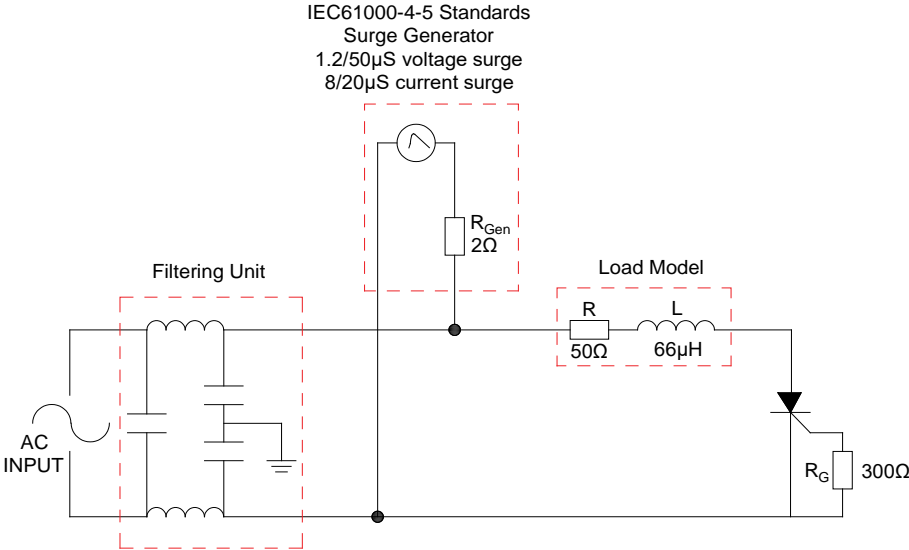 IEC61000-4-5 Standards
Surge Generator
1.2/50µS voltage surge
8/20µS current surge
RGen
2Ω
Filtering Unit
Load Model
R
L
50Ω
66µH
AC
INPUT
RG
300Ω